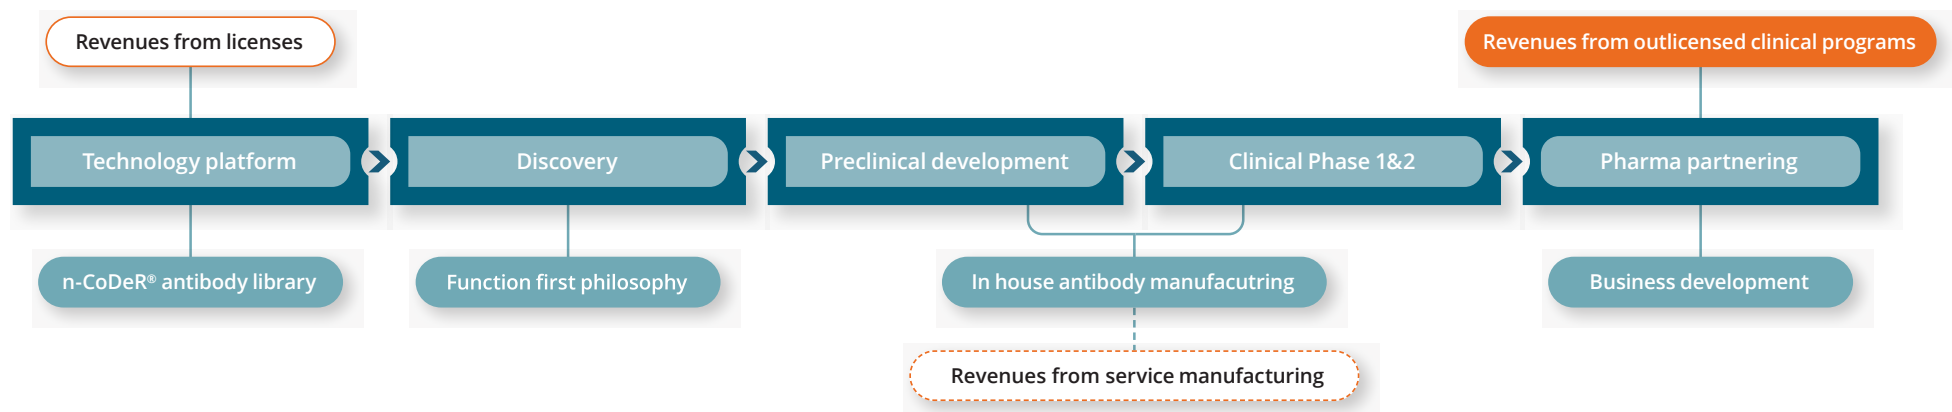 Revenues from licenses
Revenues from outlicensed clinical programs
Technology platform
Discovery
Preclinical development
Clinical Phase 1&2
Pharma partnering
n-CoDeR® antibody library
Function first philosophy
In house antibody manufacutring
Business development
Revenues from service manufacturing